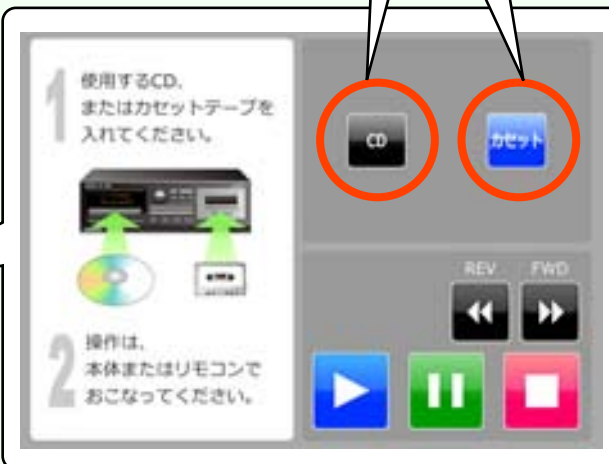 1
使用するCD、
またはカセットテープを
入れてください。
2
操作は、
本体またはリモコンで
おこなってください。
CD
カセット
REV FWD